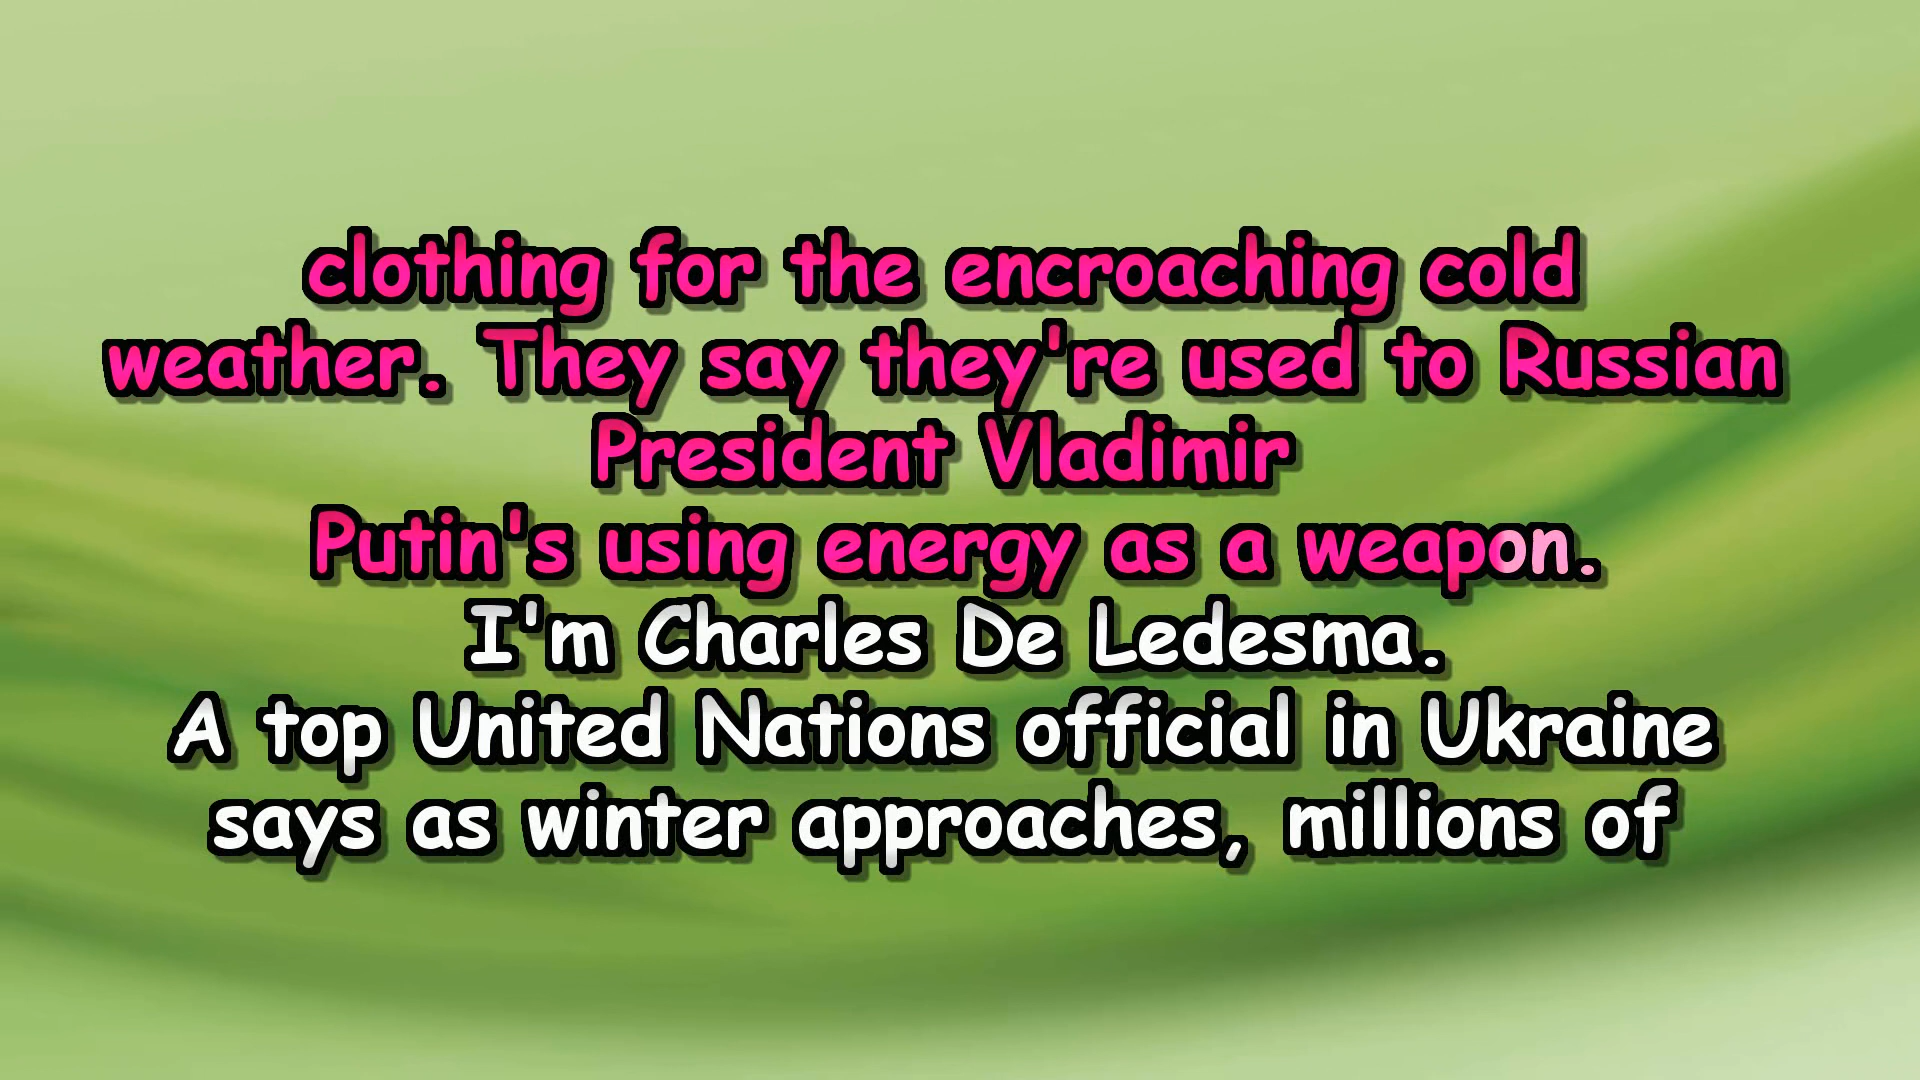 clothing for the encroaching cold
weather. They say they're used to Russian
President Vladimir
Putin's using energy as a weapon.
I'm Charles De Ledesma.
A top United Nations official in Ukraine
says as winter approaches, millions of